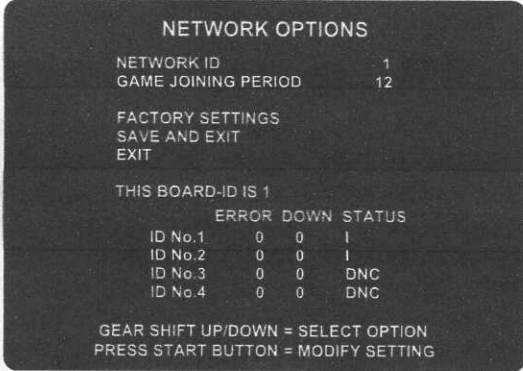 NETWORK OPTIONS
NETWORK ID 1
GAME JOINING PERIOD 12
FACTORY SETTINGS
SAVE AND EXIT
EXIT
THIS BOARD-ID IS 1
ERROR DOWN STATUS
ID No.1 0 0 I
ID No.2 0 0 I
ID No.3 0 0 DNC
ID No.4 0 0 DNC
GEAR SHIFT UP/DOWN = SELECT OPTION
PRESS START BUTTON = MODIFY SETTING